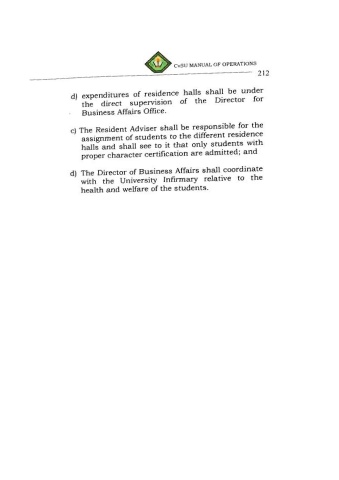 CvSU MANUAL OF OPERATIONS
212
d) expenditures of residence halls shall be under
the direct supervision of the Director for
Business Affairs Office.
c) The Resident Adviser shall be responsible for the
assignment of students to the different residence
halls and shall see to it that only students with
proper character certification are admitted; and
d) The Director of Business Affairs shall coordinate
with the University Infirmary relative to the
health and welfare of the students.